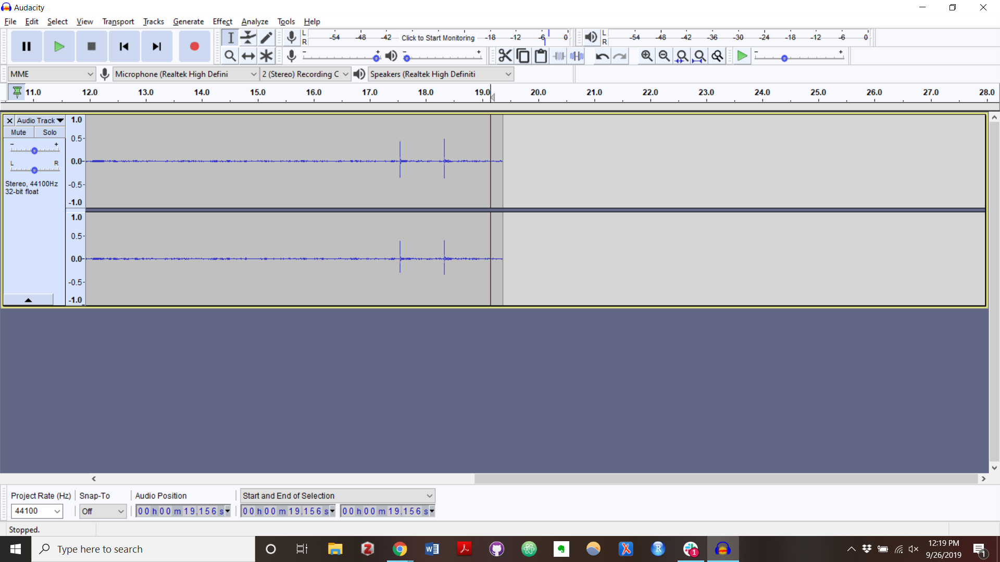 Audacity
File Edit Select View Transport Tracks Generate Effect Analyze Tools Help
L R -54 -48 -42 Click to Start Monitoring -18 -12 -6 0 L R -54 -48 -42 -36 -30 -24 -18 -12 -6 0
- + - + - +
MME Microphone (Realtek High Defini 2 (Stereo) Recording C Speakers (Realtek High Definiti
11.0 12.0 13.0 14.0 15.0 16.0 17.0 18.0 19.0 20.0 21.0 22.0 23.0 24.0 25.0 26.0 27.0 28.0
Audio Track
Mute Solo
- +
L R
Stereo, 44100Hz
32-bit float
1.0
0.5
0.0
-0.5
-1.0
1.0
0.5
0.0
-0.5
-1.0
Project Rate (Hz) Snap-To Audio Position Start and End of Selection
44100 Off 00 h 00 m 19.156 s 00 h 00 m 19.156 s 00 h 00 m 19.156 s
Stopped.
Type here to search
1
12:19 PM
9/26/2019
1